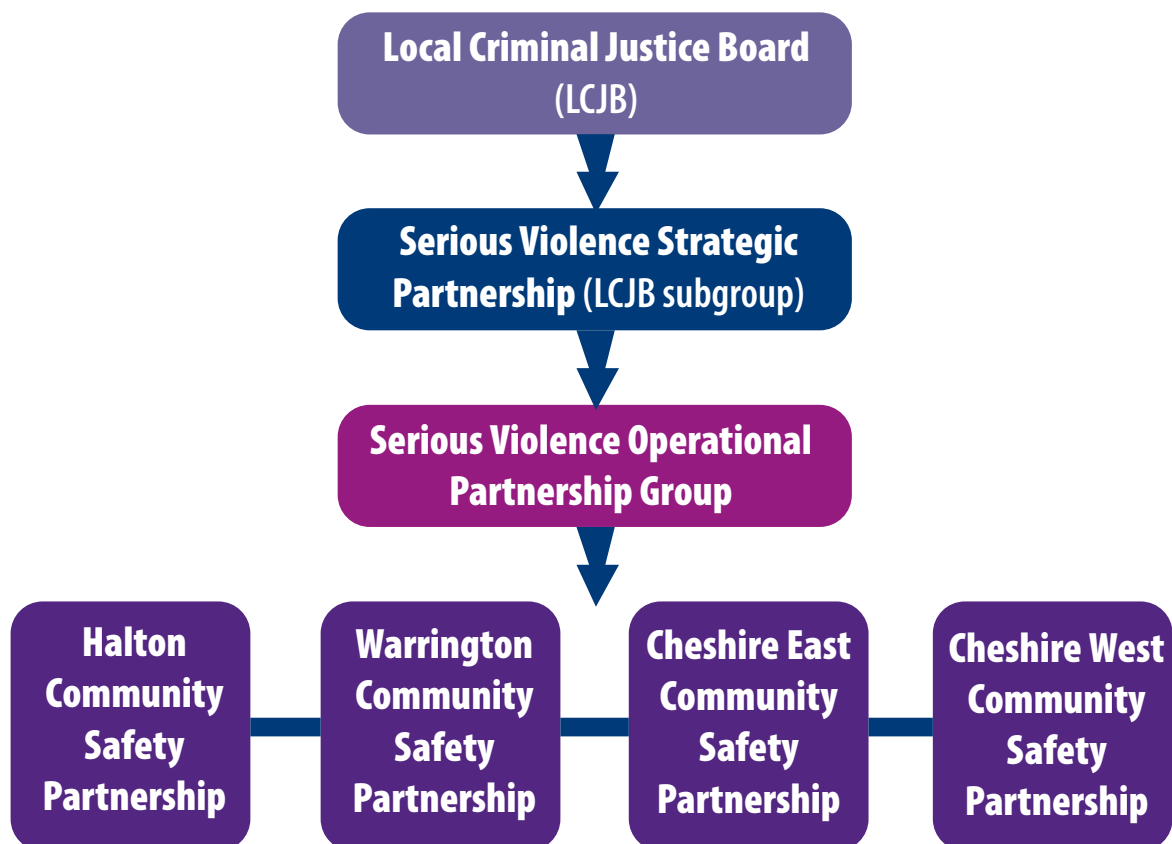 Local Criminal Justice Board
(LCJB)
Serious Violence Strategic
Partnership (LCJB subgroup)
Serious Violence Operational
Partnership Group
Halton
Community
Safety
Partnership
Warrington
Community
Safety
Partnership
Cheshire East
Community
Safety
Partnership
Cheshire West
Community
Safety
Partnership